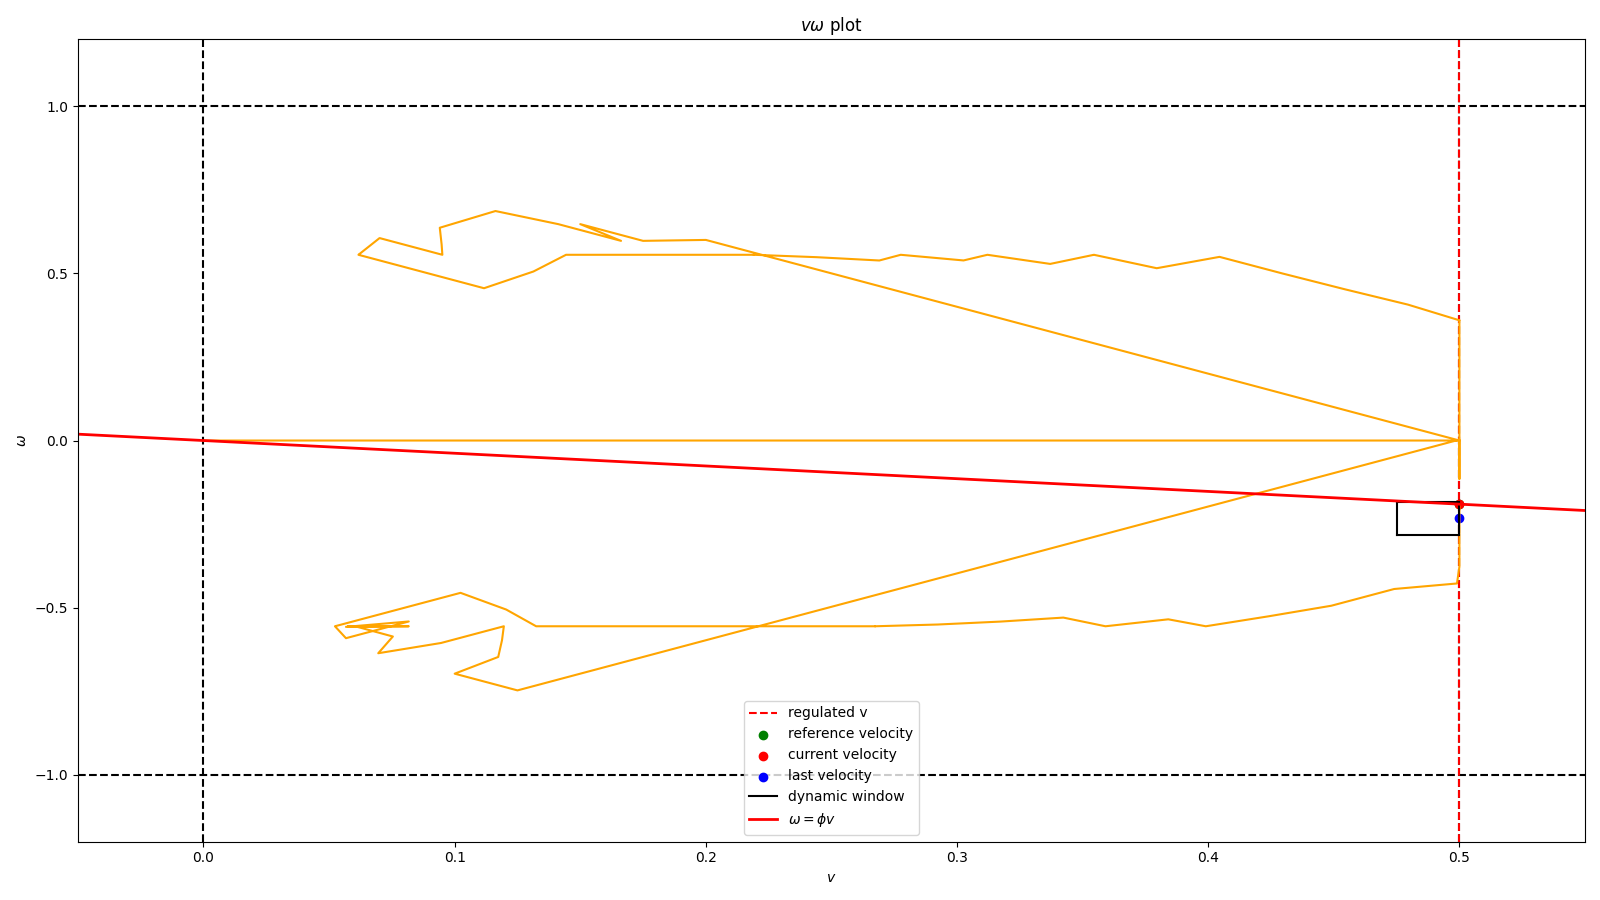 vω plot
1.0
0.5
0.0
−0.5
−1.0
ω
0.0 0.1 0.2 0.3 0.4 0.5
v
regulated v
reference velocity
current velocity
last velocity
dynamic window
ω = ϕv